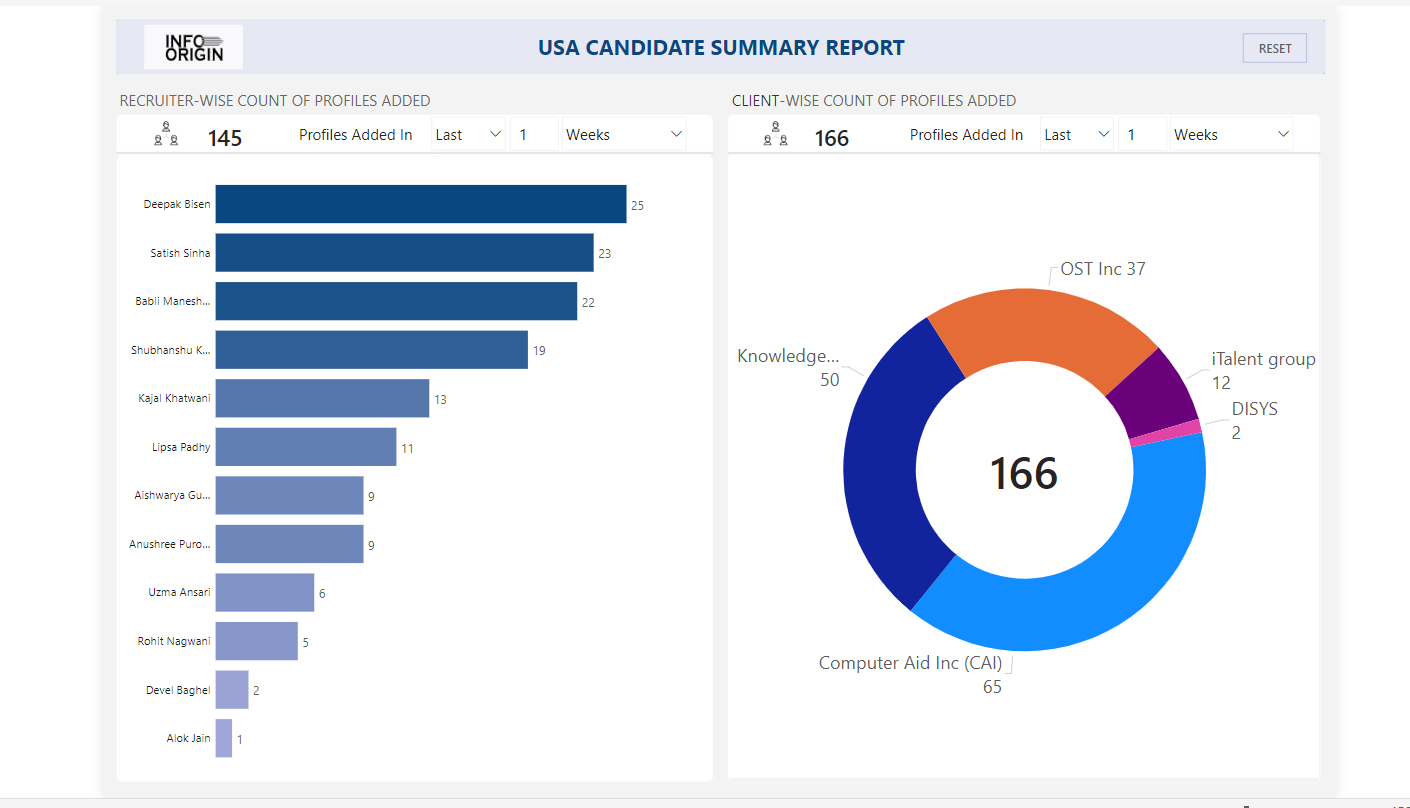 INFO
ORIGIN
USA CANDIDATE SUMMARY REPORT
RESET
RECRUITER-WISE COUNT OF PROFILES ADDED
145
Profiles Added In
Last
1
Weeks
Deepak Bisen
25
Satish Sinha
23
Babli Manesh...
22
Shubhanshu K...
19
Kajal Khatwani
13
Lipsa Padhy
11
Aishwarya Gu...
9
Anushree Puro...
9
Uzma Ansari
6
Rohit Nagwani
5
Devel Baghel
2
Alok Jain
1
CLIENT-WISE COUNT OF PROFILES ADDED
166
Profiles Added In
Last
1
Weeks
OST Inc 37
iTalent group
12
DISYS
2
Knowledge...
50
166
Computer Aid Inc (CAI)
65